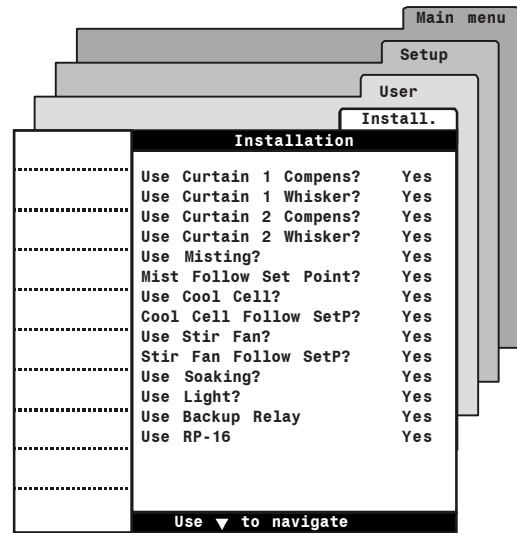 Main menu
Setup
User
Install.
Installation
Use Curtain 1 Compens? Yes
Use Curtain 1 Whisker? Yes
Use Curtain 2 Compens? Yes
Use Curtain 2 Whisker? Yes
Use Misting? Yes
Mist Follow Set Point? Yes
Use Cool Cell? Yes
Cool Cell Follow SetP? Yes
Use Stir Fan? Yes
Stir Fan Follow SetP? Yes
Use Soaking? Yes
Use Light? Yes
Use Backup Relay Yes
Use RP-16 Yes
Use ▼ to navigate